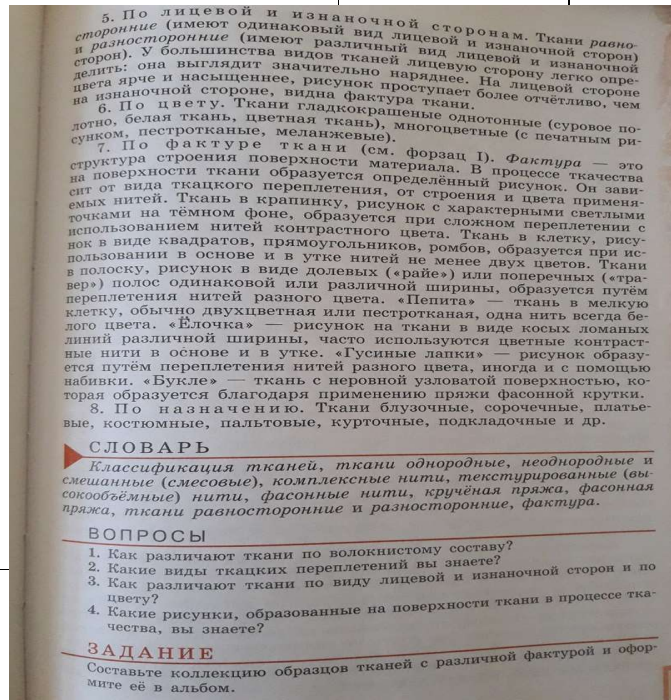 5. По лицевой и изнаночной сторонам. Ткани равно-
сторонние (имеют одинаковый вид лицевой и изнаночной сторон)
и разносторонние (имеют различный вид лицевой и изнаночной
сторон). У большинства видов тканей лицевую сторону легко опре-
делить: она выглядит значительно наряднее. На лицевой стороне
цвета ярче и насыщеннее, рисунок проступает более отчётливо, чем
на изнаночной стороне, видна фактура ткани.
6. По цвету. Ткани гладкокрашеные однотонные (суровое по-
лотно, белая ткань, цветная ткань), многоцветные (с печатным ри-
сунком, пестротканые, меланжевые).
7. По фактуре ткани (см. форзац I). Фактура — это
структура строения поверхности материала. В процессе ткачества
на поверхности ткани образуется определённый рисунок. Он зави-
сит от вида ткацкого переплетения, от строения и цвета применя-
емых нитей. Ткань в крапинку, рисунок с характерными светлыми
точками на тёмном фоне, образуется при сложном переплетении с
использованием нитей контрастного цвета. Ткань в клетку, рису-
нок в виде квадратов, прямоугольников, ромбов, образуется при ис-
пользовании в основе и в утке нитей не менее двух цветов. Ткани
в полоску, рисунок в виде долевых («райе») или поперечных («тра-
вер») полос одинаковой или различной ширины, образуется путём
переплетения нитей разного цвета. «Пепита» — ткань в мелкую
клетку, обычно двухцветная или пестротканая, одна нить всегда бе-
лого цвета. «Ёлочка» — рисунок на ткани в виде косых ломаных
линий различной ширины, часто используются цветные контраст-
ные нити в основе и в утке. «Гусиные лапки» — рисунок образу-
ется путём переплетения нитей разного цвета, иногда и с помощью
набивки. «Букле» — ткань с неровной узловатой поверхностью, ко-
торая образуется благодаря применению пряжи фасонной крутки.
8. По назначению. Ткани блузочные, сорочечные, платье-
вые, костюмные, пальтовые, курточные, подкладочные и др.
СЛОВАРЬ
Классификация тканей, ткани однородные, неоднородные и
смешанные (смесовые), комплексные нити, текстурированные (вы-
сокообъёмные) нити, фасонные нити, кручёная пряжа, фасонная
пряжа, ткани равносторонние и разносторонние, фактура.
ВОПРОСЫ
1. Как различают ткани по волокнистому составу?
2. Какие виды ткацких переплетений вы знаете?
3. Как различают ткани по виду лицевой и изнаночной сторон и по
цвету?
4. Какие рисунки, образованные на поверхности ткани в процессе тка-
чества, вы знаете?
ЗАДАНИЕ
Составьте коллекцию образцов тканей с различной фактурой и офор-
мите её в альбом.